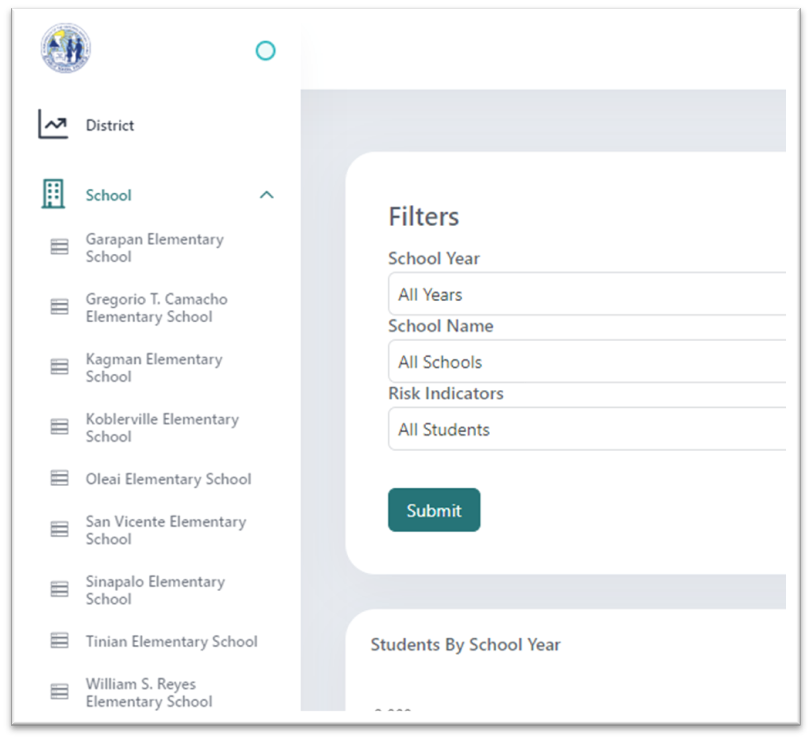 District
School
Garapan Elementary
School
Gregorio T. Camacho
Elementary School
Kagman Elementary
School
Koblerville Elementary
School
Oleai Elementary School
San Vicente Elementary
School
Sinapalo Elementary
School
Tinian Elementary School
William S. Reyes
Elementary School
Filters
School Year
All Years
School Name
All Schools
Risk Indicators
All Students
Submit
Students By School Year